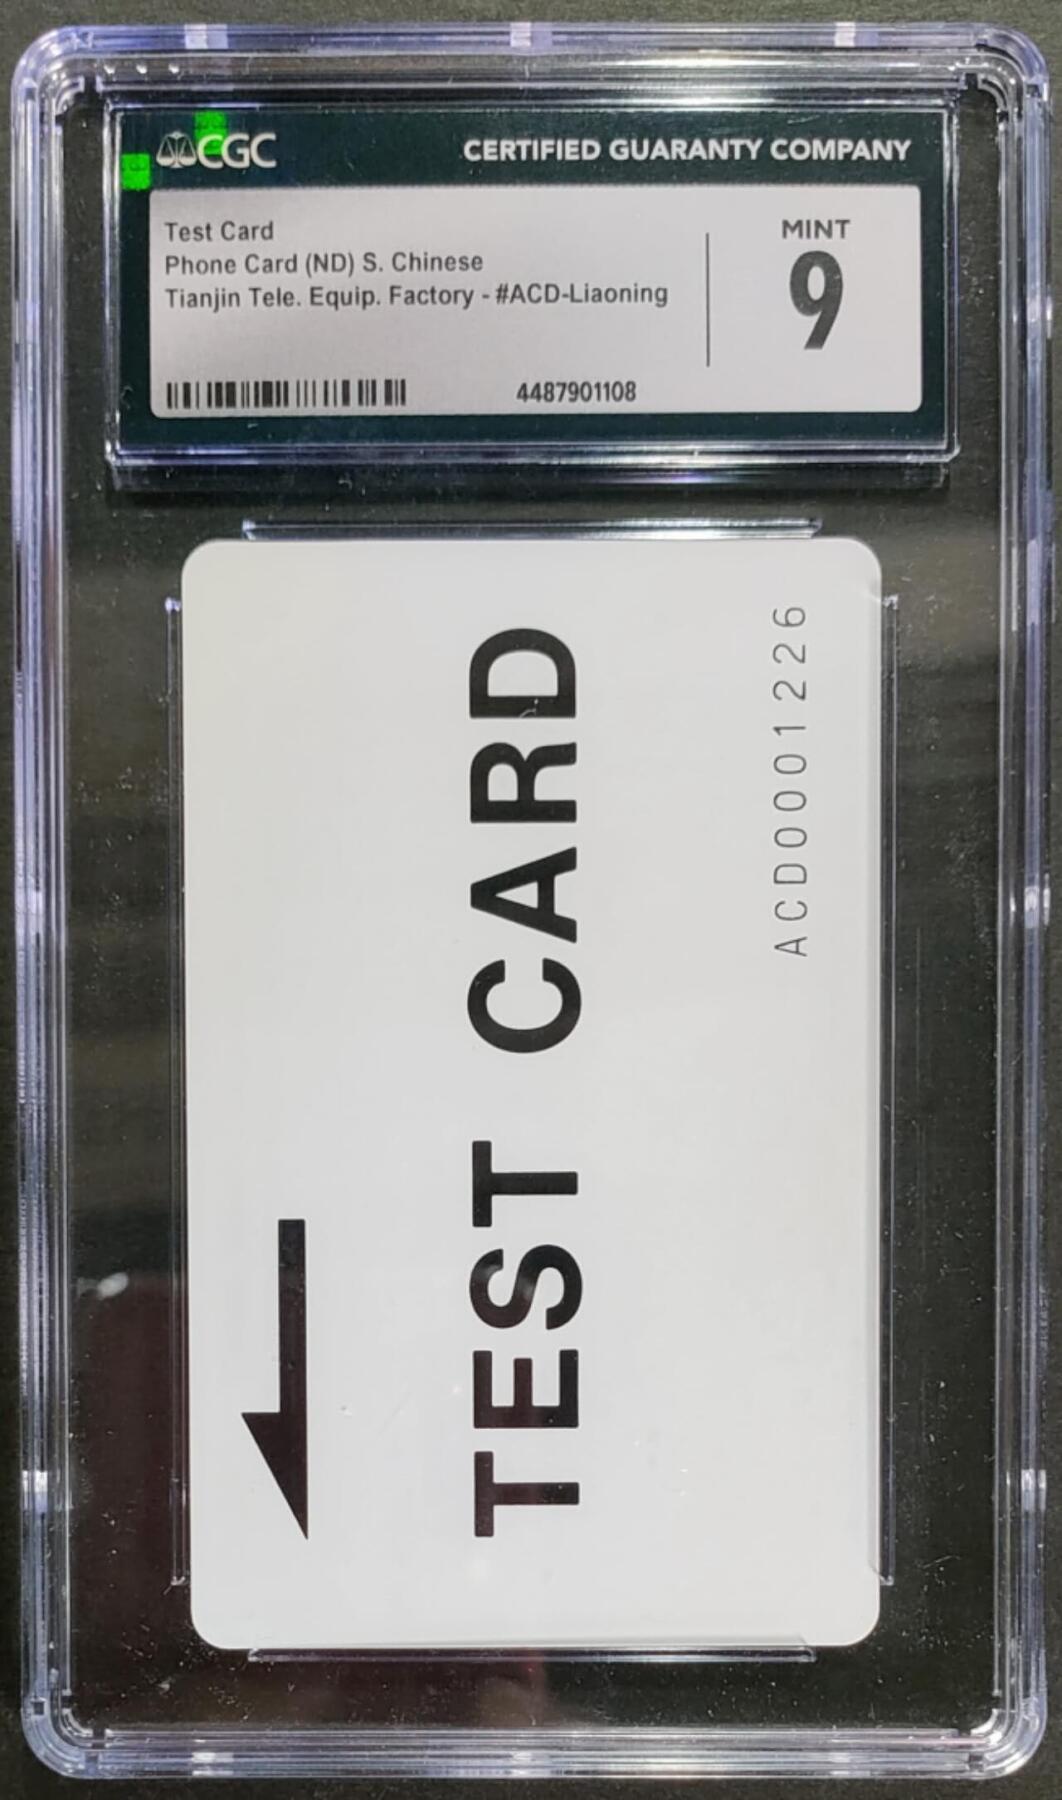 CGC
CERTIFIED GUARANTY COMPANY
Test Card
Phone Card (ND) S. Chinese
Tianjin Tele. Equip. Factory - #ACD-Liaoning
MINT
9
4487901108
TEST CARD
ACD0001226